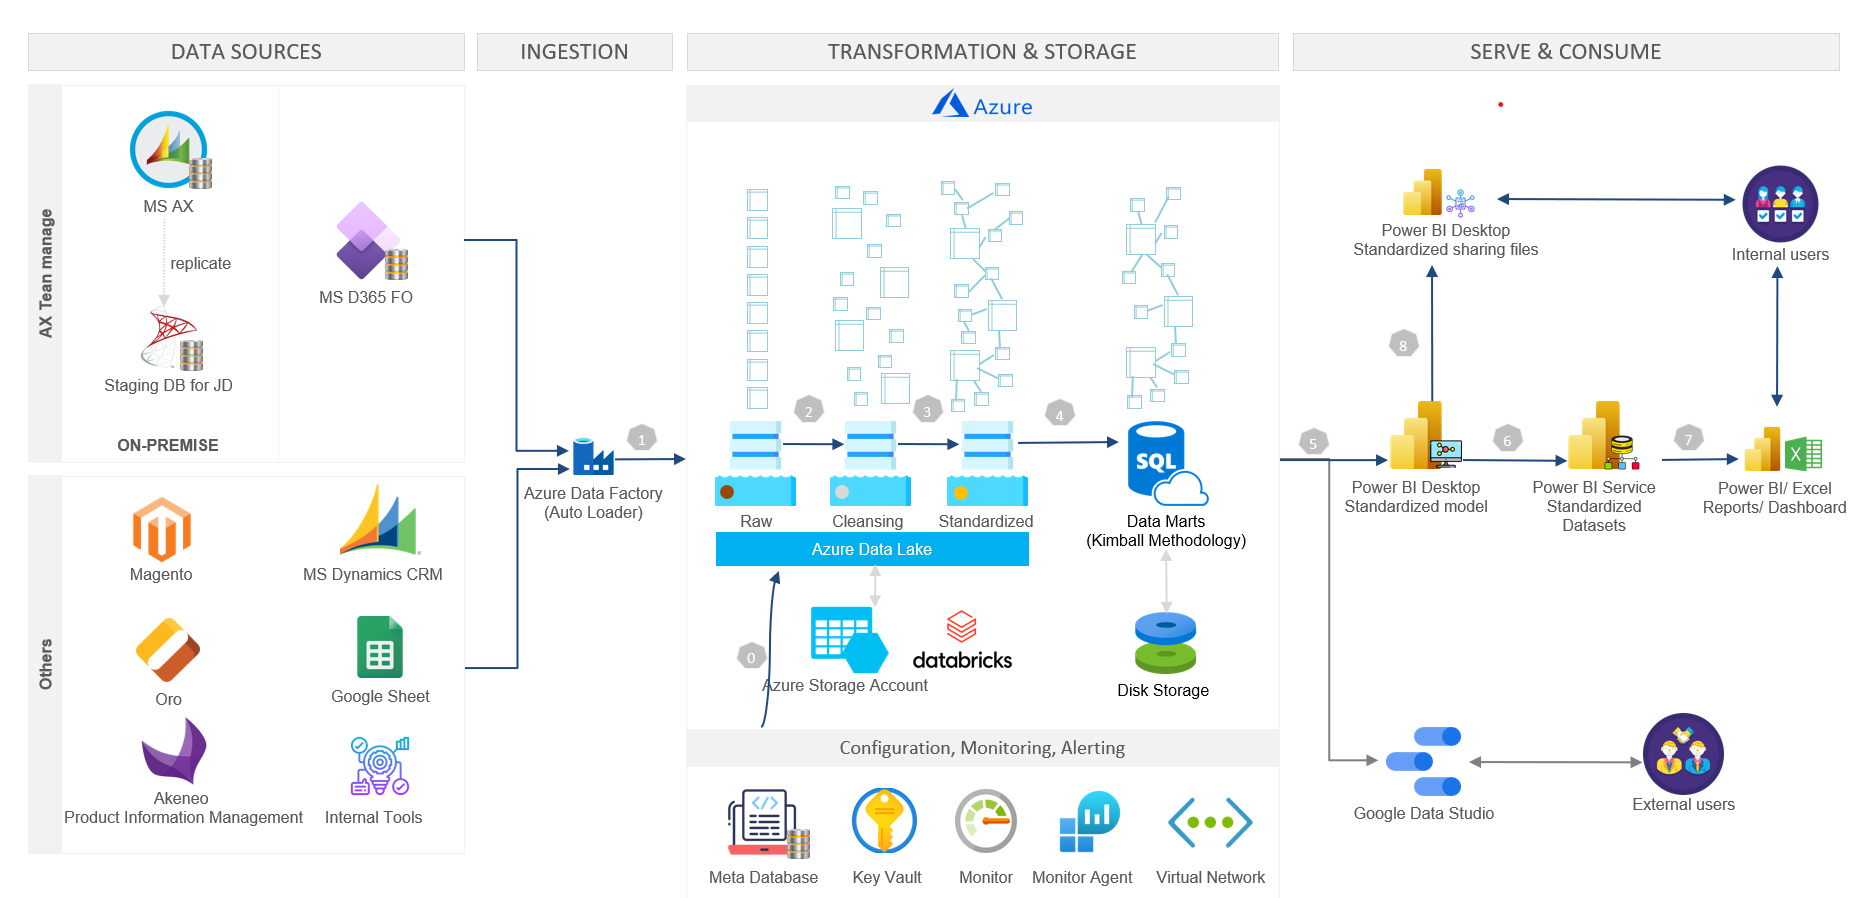 DATA SOURCES
INGESTION
TRANSFORMATION & STORAGE
SERVE & CONSUME
AX Team manage
MS AX
replicate
Staging DB for JD
ON-PREMISE
MS D365 FO
Others
Magento
MS Dynamics CRM
Oro
Google Sheet
Akeneo
Product Information Management
Internal Tools
Azure Data Factory
(Auto Loader)
1
Azure
2
3
4
Raw
Cleansing
Standardized
Azure Data Lake
SQL
Data Marts
(Kimball Methodology)
0
Azure Storage Account
databricks
Disk Storage
Configuration, Monitoring, Alerting
Meta Database
Key Vault
Monitor
Monitor Agent
Virtual Network
Power BI Desktop
Standardized sharing files
Internal users
8
5
6
7
Power BI Desktop
Standardized model
Power BI Service
Standardized
Datasets
X
Power BI/ Excel
Reports/ Dashboard
Google Data Studio
External users